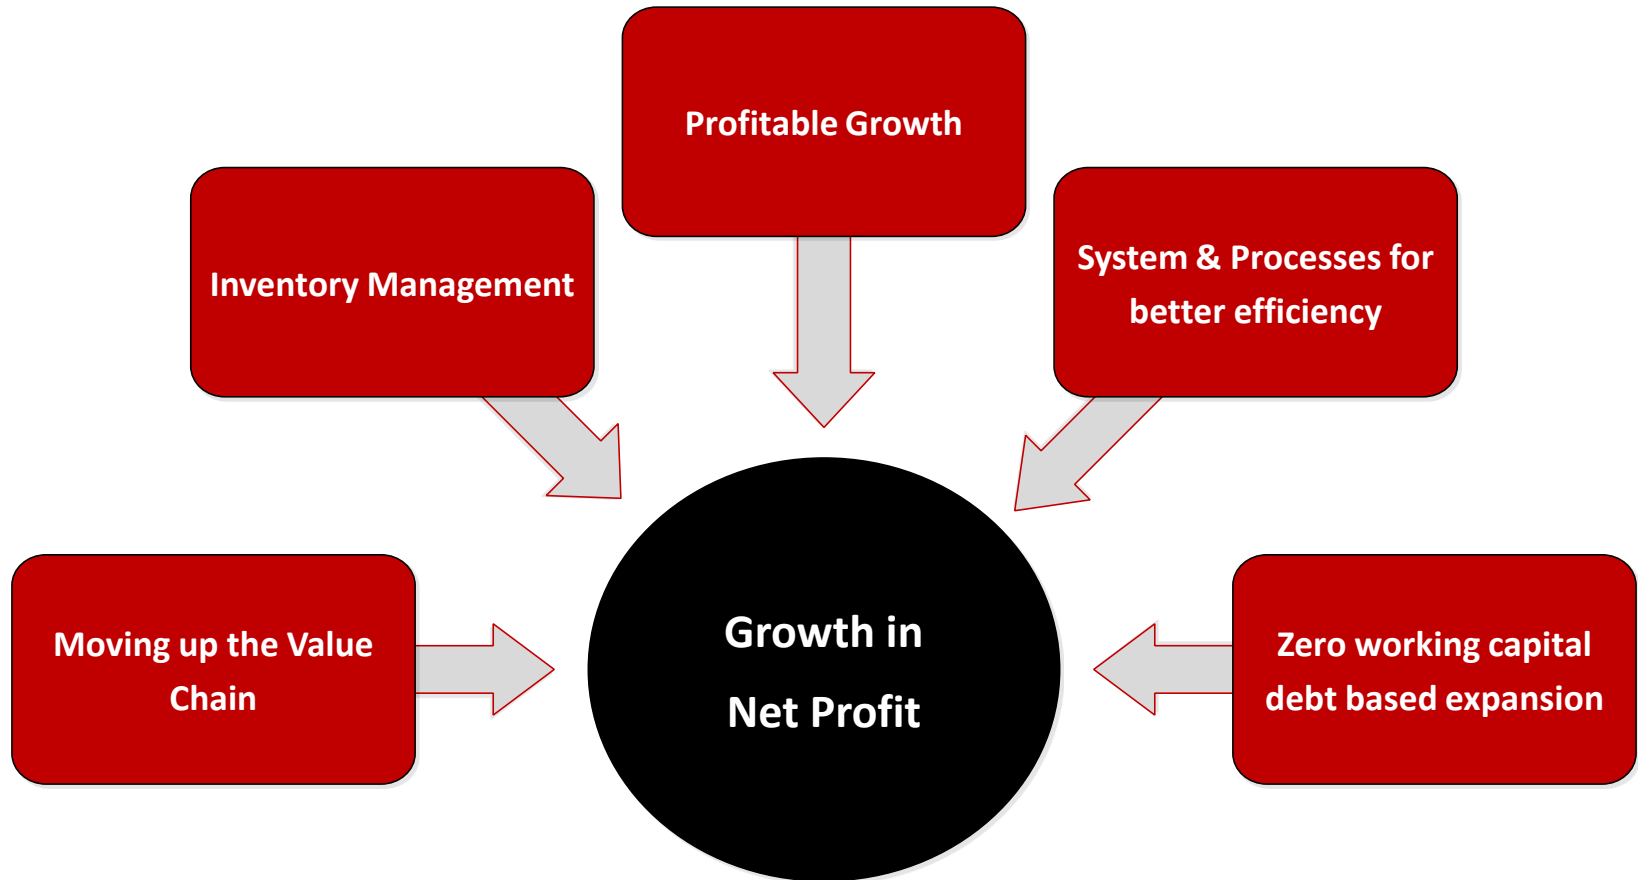 Profitable Growth
Inventory Management
System & Processes for
better efficiency
Moving up the Value
Chain
Growth in
Net Profit
Zero working capital
debt based expansion